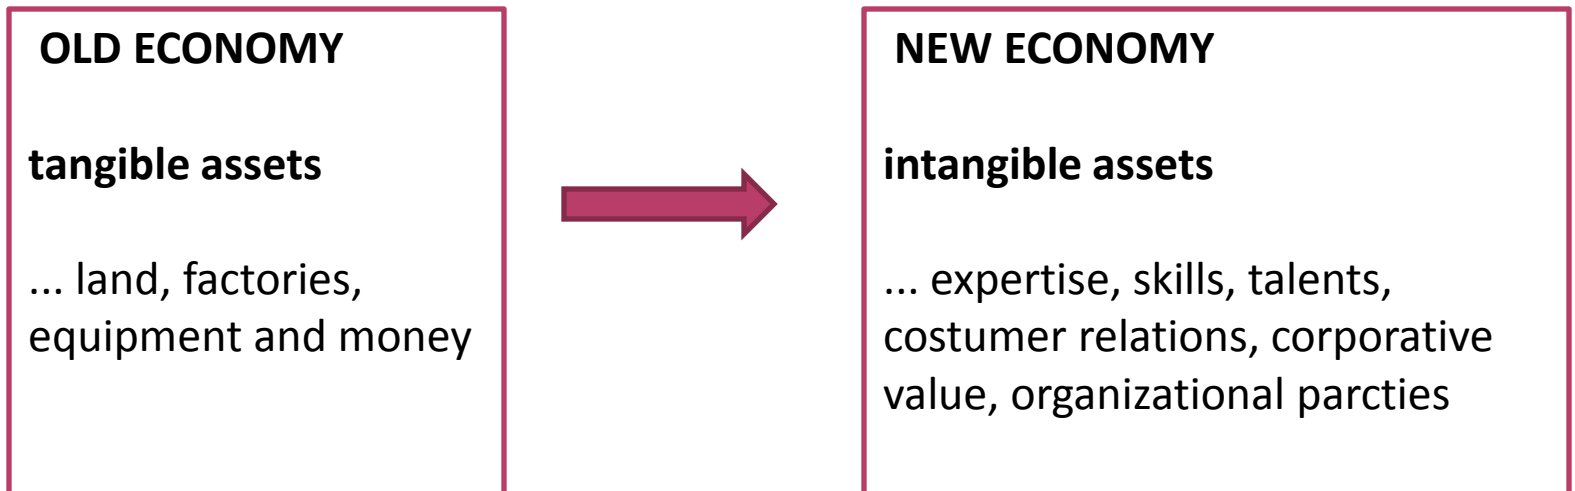 OLD ECONOMY
tangible assets
... land, factories,
equipment and money
NEW ECONOMY
intangible assets
... expertise, skills, talents,
costumer relations, corporative
value, organizational parcties